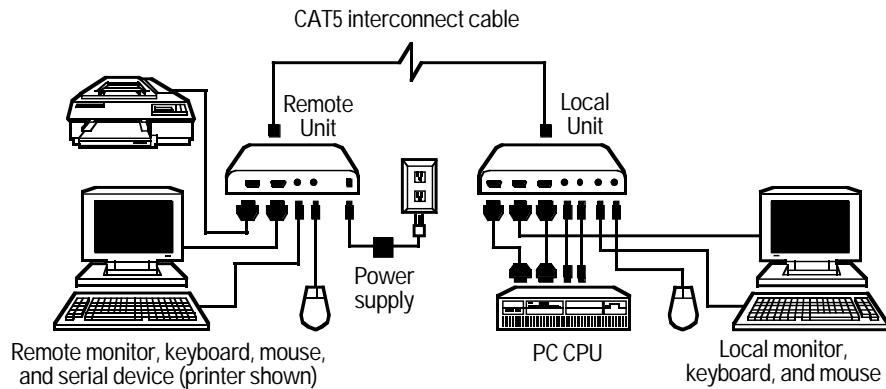 CAT5 interconnect cable
Remote
Unit
Local
Unit
Power
supply
Remote monitor, keyboard, mouse,
and serial device (printer shown)
PC CPU
Local monitor,
keyboard, and mouse